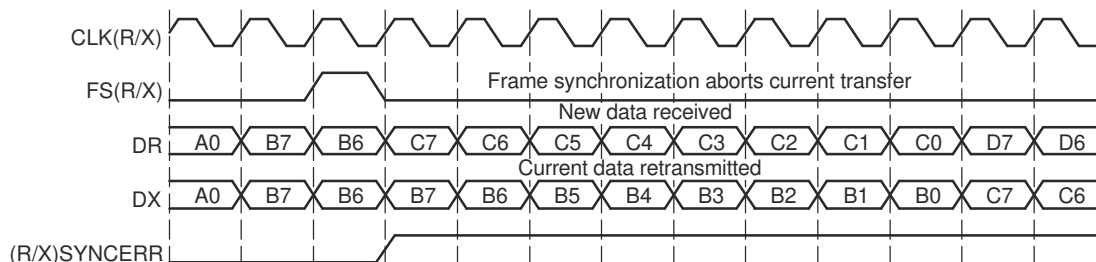 CLK(R/X)
FS(R/X)
Frame synchronization aborts current transfer
New data received
DR A0 B7 B6 C7 C6 C5 C4 C3 C2 C1 C0 D7 D6
Current data retransmitted
DX A0 B7 B6 B7 B6 B5 B4 B3 B2 B1 B0 C7 C6
(R/X)SYNCERR